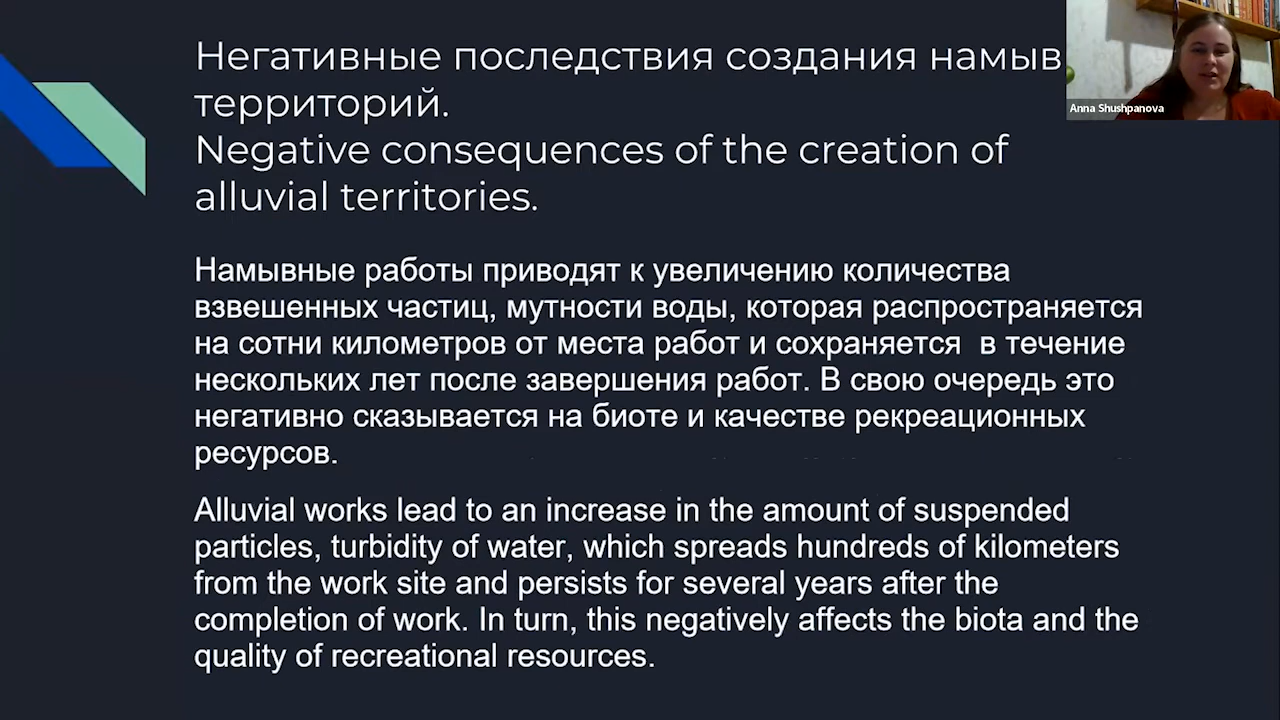 Негативные последствия создания намыв
территорий.
Negative consequences of the creation of
alluvial territories.
Anna Shushpanova
Намывные работы приводят к увеличению количества
взвешенных частиц, мутности воды, которая распространяется
на сотни километров от места работ и сохраняется  в течение
нескольких лет после завершения работ. В свою очередь это
негативно сказывается на биоте и качестве рекреационных
ресурсов.
Alluvial works lead to an increase in the amount of suspended
particles, turbidity of water, which spreads hundreds of kilometers
from the work site and persists for several years after the
completion of work. In turn, this negatively affects the biota and the
quality of recreational resources.